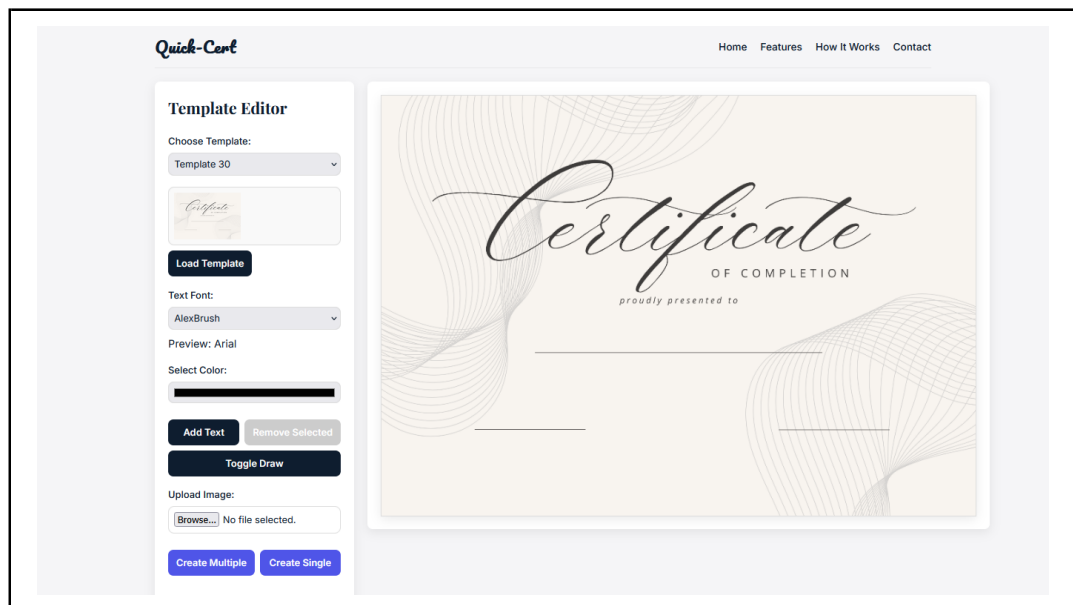 Quick-Cert
Home Features How It Works Contact
Template Editor
Choose Template:
Template 30
Certificate
Load Template
Text Font:
AlexBrush
Preview: Arial
Select Color:
Add Text Remove Selected
Toggle Draw
Upload Image:
Browse... No file selected.
Create Multiple Create Single
Certificate
OF COMPLETION
proudly presented to